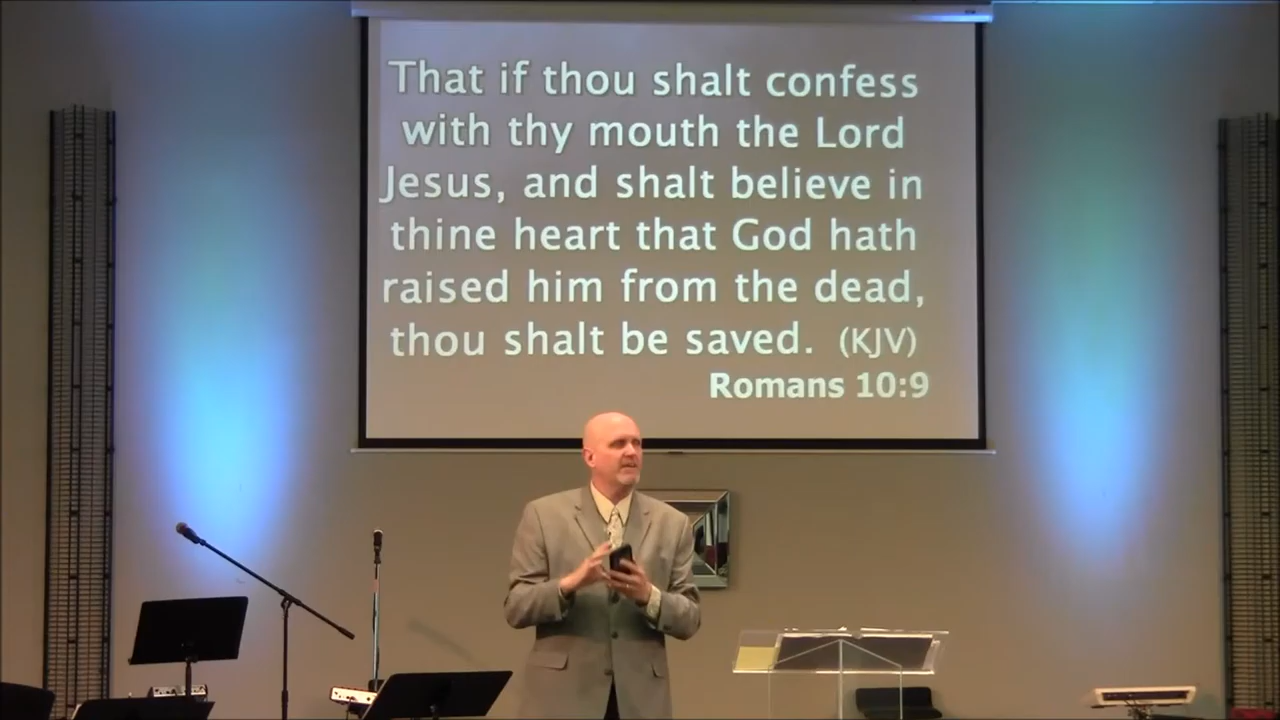 That if thou shalt confess
with thy mouth the Lord
Jesus, and shalt believe in
thine heart that God hath
raised him from the dead,
thou shalt be saved. (KJV)
Romans 10:9